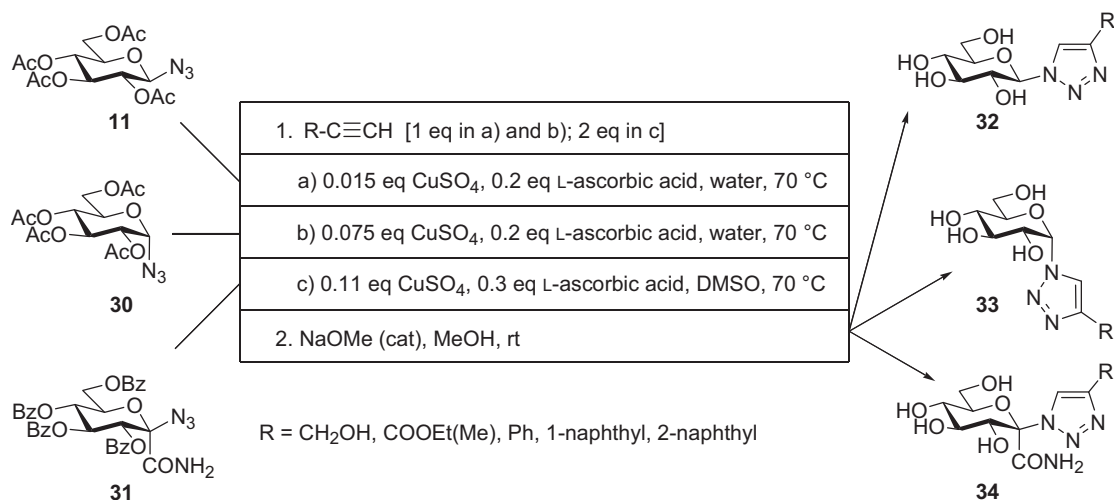 OAc
AcO
O
AcO
N3
OAc
11
OAc
AcO
O
AcO
AcO
N3
30
OBz
BzO
O
N3
BzO
BzO
CONH2
31
1. R-C≡CH [1 eq in a) and b); 2 eq in c]
a) 0.015 eq CuSO4, 0.2 eq L-ascorbic acid, water, 70 °C
b) 0.075 eq CuSO4, 0.2 eq L-ascorbic acid, water, 70 °C
c) 0.11 eq CuSO4, 0.3 eq L-ascorbic acid, DMSO, 70 °C
2. NaOMe (cat), MeOH, rt
R = CH2OH, COOEt(Me), Ph, 1-naphthyl, 2-naphthyl
R
OH
HO
O
N
HO
OH
N
N
32
OH
HO
O
HO
HO
N
N
N
R
33
R
OH
HO
O
N
HO
HO
N
N
CONH2
34